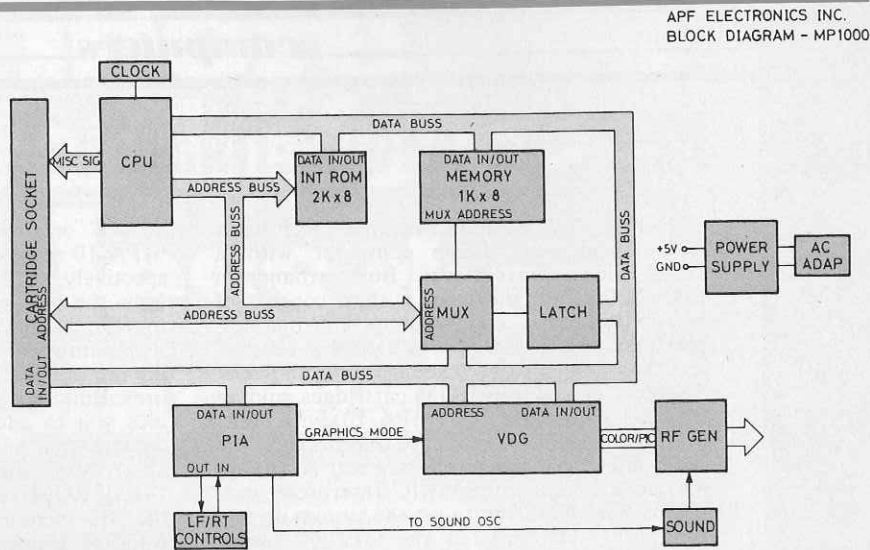 APF ELECTRONICS INC.
BLOCK DIAGRAM - MP1000
CLOCK
CPU
MISC SIG
CARTRIDGE SOCKET
ADDRESS
DATA
IN/OUT
DATA BUSS
DATA IN/OUT
INT ROM
2K x 8
DATA IN/OUT
MEMORY
1K x 8
MUX ADDRESS
ADDRESS BUSS
ADDRESS BUSS
DATA BUSS
+5V
GND
POWER
SUPPLY
AC
ADAP
ADDRESS BUSS
ADDRESS
MUX
LATCH
DATA BUSS
DATA IN/OUT
PIA
OUT IN
GRAPHICS MODE
ADDRESS
DATA IN/OUT
VDG
COLOR/PIC
RF GEN
LF/RT
CONTROLS
TO SOUND OSC
SOUND